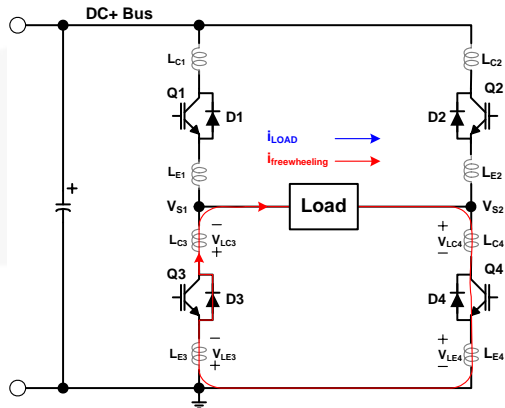 DC+ Bus
LC1
LC2
Q1
Q2
D1
D2
iLOAD
ifreewheeling
LE1
LE2
VS1
Load
VS2
−
+
LC3
VLC3
VLC4
LC4
+
−
Q3
Q4
D3
D4
−
+
LE3
VLE3
VLE4
LE4
+
−
+